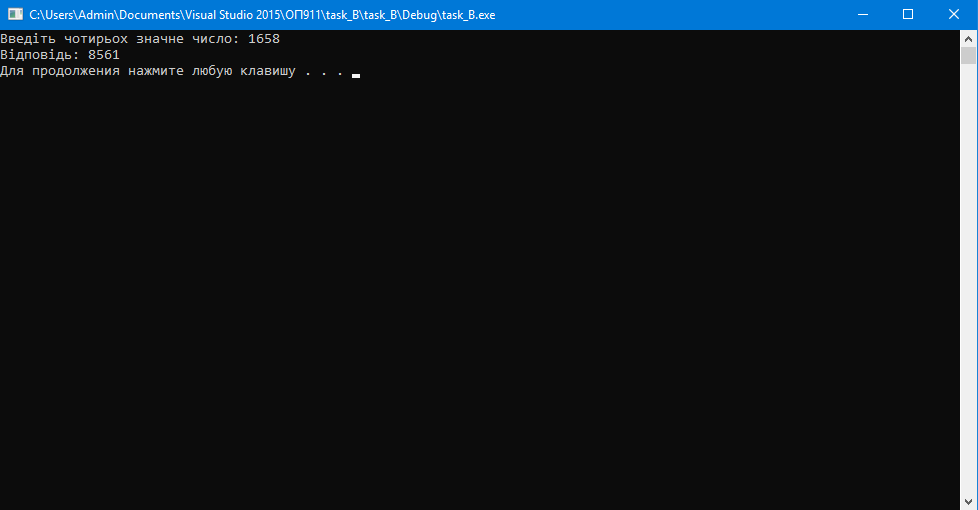 C:\Users\Admin\Documents\Visual Studio 2015\ОП911\task_B\task_B\Debug\task_B.exe
Введіть чотирьох значне число: 1658
Відповідь: 8561
Для продолжения нажмите любую клавишу . . .